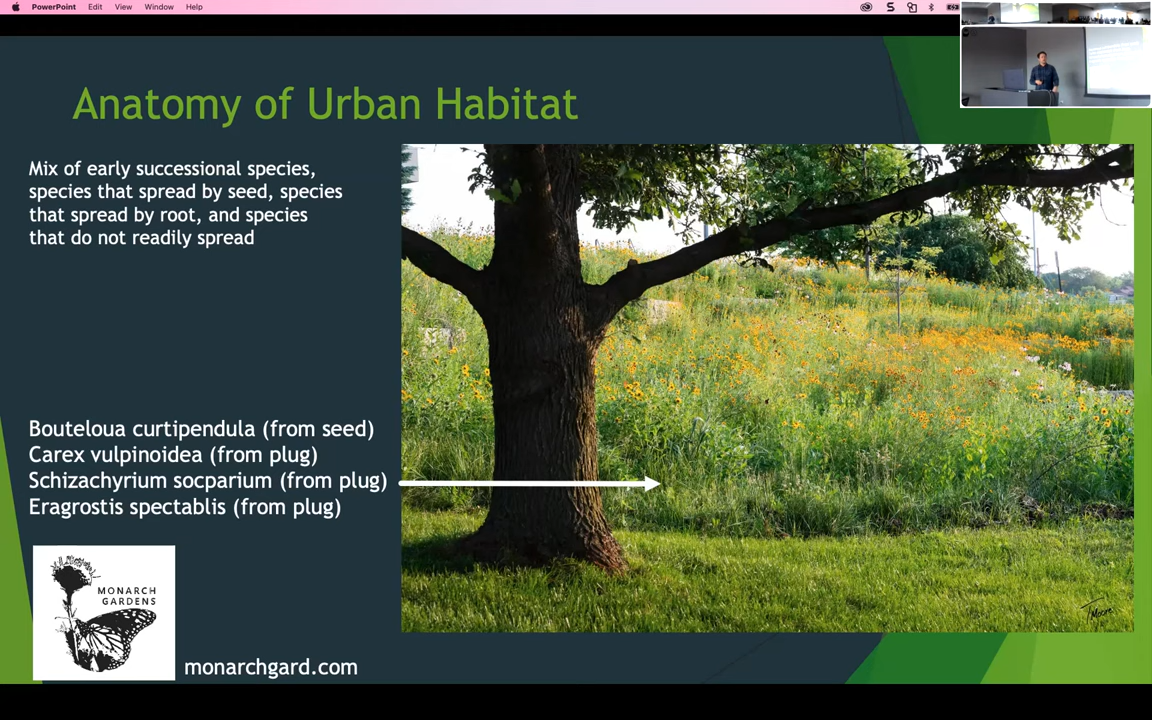 PowerPoint Edit View Window Help
Anatomy of Urban Habitat
Mix of early successional species,
species that spread by seed, species
that spread by root, and species
that do not readily spread
Bouteloua curtipendula (from seed)
Carex vulpinoidea (from plug)
Schizachyrium socparium (from plug)
Eragrostis spectablis (from plug)
MONARCH
GARDENS
monarchgard.com
TMoore